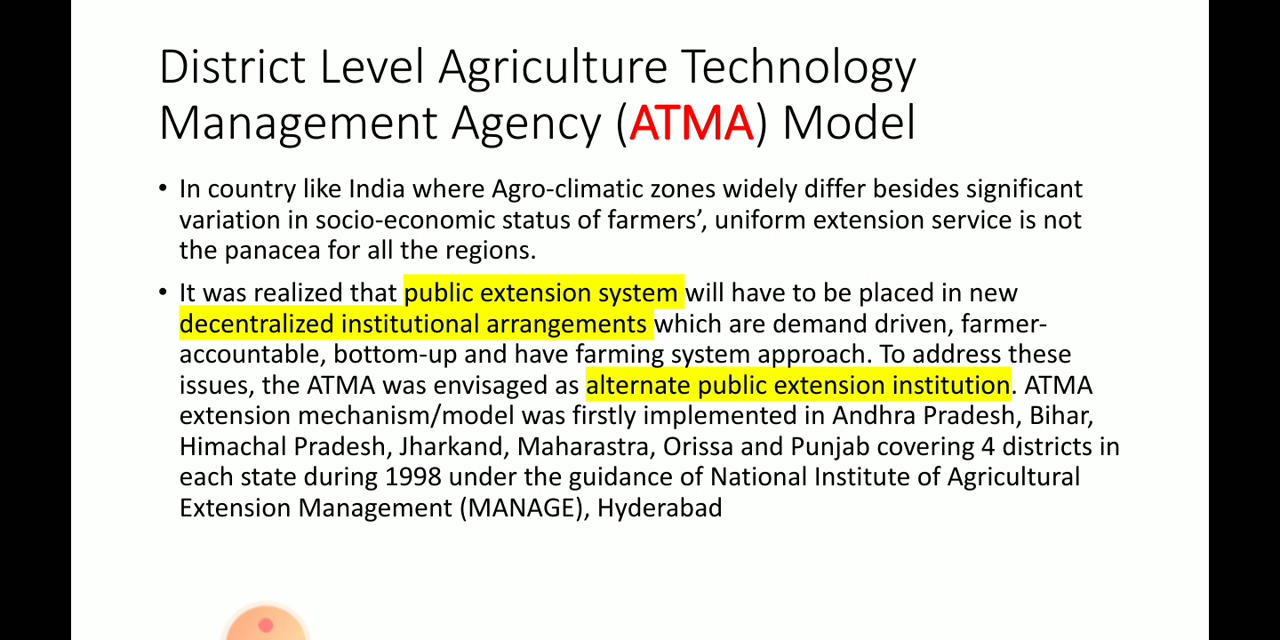 District Level Agriculture Technology
Management Agency (ATMA) Model
• In country like India where Agro-climatic zones widely differ besides significant
variation in socio-economic status of farmers’, uniform extension service is not
the panacea for all the regions.
• It was realized that public extension system will have to be placed in new
decentralized institutional arrangements which are demand driven, farmer-
accountable, bottom-up and have farming system approach. To address these
issues, the ATMA was envisaged as alternate public extension institution. ATMA
extension mechanism/model was firstly implemented in Andhra Pradesh, Bihar,
Himachal Pradesh, Jharkand, Maharastra, Orissa and Punjab covering 4 districts in
each state during 1998 under the guidance of National Institute of Agricultural
Extension Management (MANAGE), Hyderabad